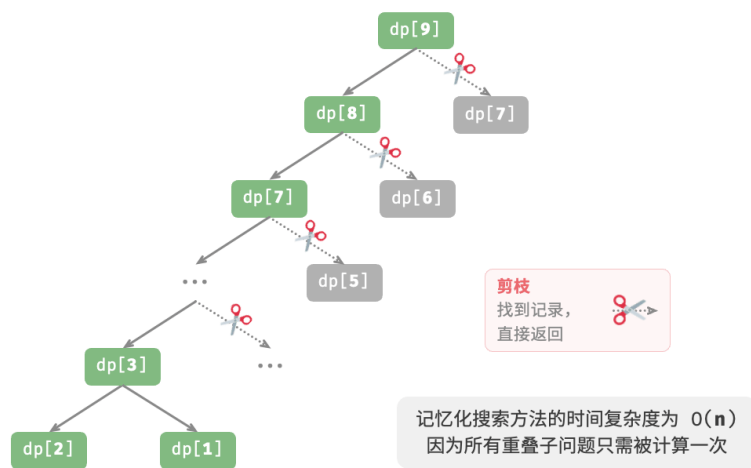 dp[9]
dp[8]
dp[7]
dp[7]
dp[6]
...
dp[5]
剪枝
找到记录，
直接返回
dp[3]
...
dp[2]
dp[1]
记忆化搜索方法的时间复杂度为 O(n)
因为所有重叠子问题只需被计算一次